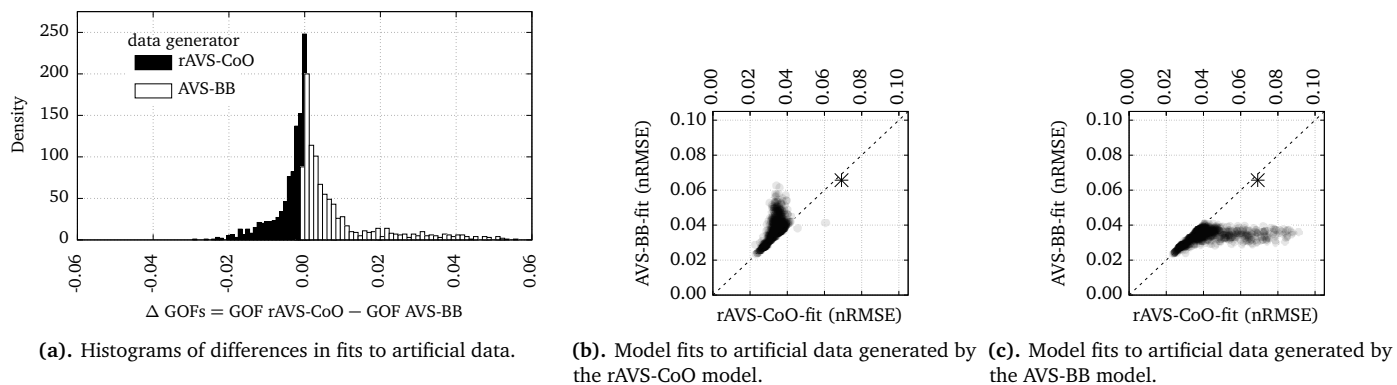 250
200
150
100
50
0
Density
data generator
rAVS-CoO
AVS-BB
-0.06
-0.04
-0.02
0.00
0.02
0.04
0.06
Δ GOFs = GOF rAVS-CoO − GOF AVS-BB
(a). Histograms of differences in fits to artificial data.
0.00
0.02
0.04
0.06
0.08
0.10
0.10
0.08
0.06
0.04
0.02
0.00
AVS-BB-fit (nRMSE)
rAVS-CoO-fit (nRMSE)
(b). Model fits to artificial data generated by
the rAVS-CoO model.
0.00
0.02
0.04
0.06
0.08
0.10
0.10
0.08
0.06
0.04
0.02
0.00
AVS-BB-fit (nRMSE)
rAVS-CoO-fit (nRMSE)
(c). Model fits to artificial data generated by
the AVS-BB model.